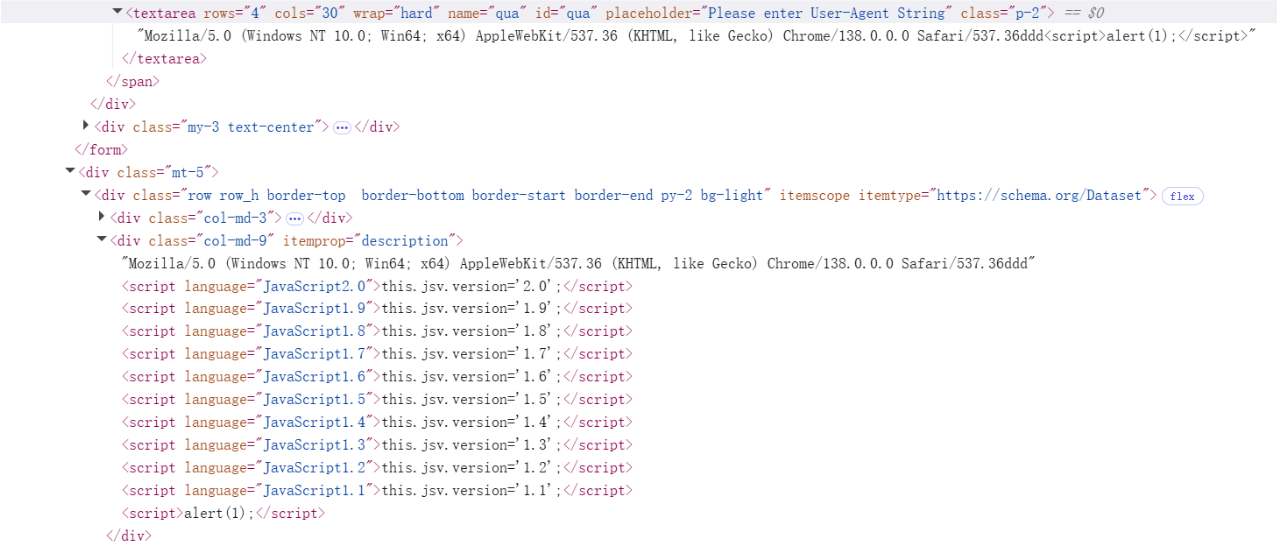 <textarea rows="4" cols="30" wrap="hard" name="qua" id="qua" placeholder="Please enter User-Agent String" class="p-2"> == $0
"Mozilla/5.0 (Windows NT 10.0; Win64; x64) AppleWebKit/537.36 (KHTML, like Gecko) Chrome/138.0.0.0 Safari/537.36ddd<script>alert(1);</script>"
</textarea>
</span>
</div>
<div class="my-3 text-center">…</div>
</form>
<div class="mt-5">
<div class="row row_h border-top  border-bottom border-start border-end py-2 bg-light" itemscope itemtype="https://schema.org/Dataset"> flex
<div class="col-md-3">…</div>
<div class="col-md-9" itemprop="description">
"Mozilla/5.0 (Windows NT 10.0; Win64; x64) AppleWebKit/537.36 (KHTML, like Gecko) Chrome/138.0.0.0 Safari/537.36ddd"
<script language="JavaScript2.0">this.jsv.version='2.0';</script>
<script language="JavaScript1.9">this.jsv.version='1.9';</script>
<script language="JavaScript1.8">this.jsv.version='1.8';</script>
<script language="JavaScript1.7">this.jsv.version='1.7';</script>
<script language="JavaScript1.6">this.jsv.version='1.6';</script>
<script language="JavaScript1.5">this.jsv.version='1.5';</script>
<script language="JavaScript1.4">this.jsv.version='1.4';</script>
<script language="JavaScript1.3">this.jsv.version='1.3';</script>
<script language="JavaScript1.2">this.jsv.version='1.2';</script>
<script language="JavaScript1.1">this.jsv.version='1.1';</script>
<script>alert(1);</script>
</div>